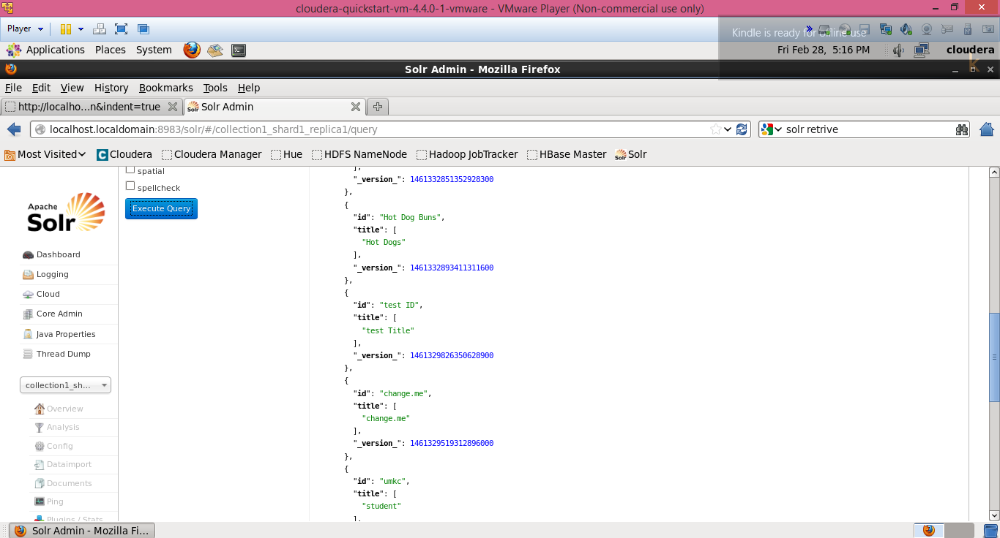 cloudera-quickstart-vm-4.4.0-1-vmware - VMware Player (Non-commercial use only)
Player
Kindle is ready for offline use
Applications Places System
Fri Feb 28, 5:16 PM
cloudera
Solr Admin - Mozilla Firefox
File Edit View History Bookmarks Tools Help
http://localho...n&indent=true
Solr Admin
localhost.localdomain:8983/solr/#/collection1_shard1_replica1/query
solr retrive
Most Visited Cloudera Cloudera Manager Hue HDFS NameNode Hadoop JobTracker HBase Master Solr
Apache
Solr
Dashboard
Logging
Cloud
Core Admin
Java Properties
Thread Dump
collection1_sh...
Overview
Analysis
Config
Dataimport
Documents
Ping
Plugins / Stats
spatial
spellcheck
Execute Query
],
"_version_": 1461332851352928300
},
{
"id": "Hot Dog Buns",
"title": [
"Hot Dogs"
],
"_version_": 1461332893411311600
},
{
"id": "test ID",
"title": [
"test Title"
],
"_version_": 1461329826350628900
},
{
"id": "change.me",
"title": [
"change.me"
],
"_version_": 1461329519312896000
},
{
"id": "umkc",
"title": [
"student"
],
Solr Admin - Mozilla Fi...